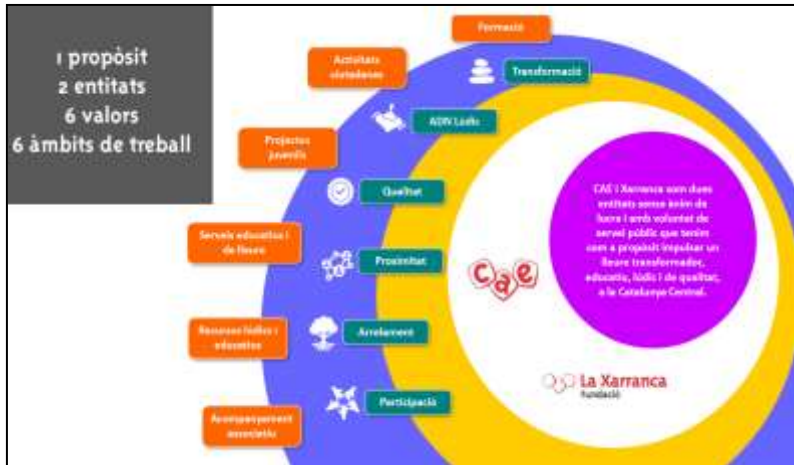 1 propòsit
2 entitats
6 valors
6 àmbits de treball
Formació
Activitats
ciutadanes
Projectes
juvenils
Serveis educatius i
de lleure
Recursos lúdics i
educatius
Acompanyament
associatiu
Transformació
ADN Lúdic
Qualitat
Proximitat
Arrelament
Participació
cae
La Xarranca
Fundació
CAE i Xarranca som dues
entitats sense ànim de
lucre i amb voluntat de
servei públic que tenim
com a propòsit impulsar un
lleure transformador,
educatiu, lúdic i de qualitat,
a la Catalunya Central.